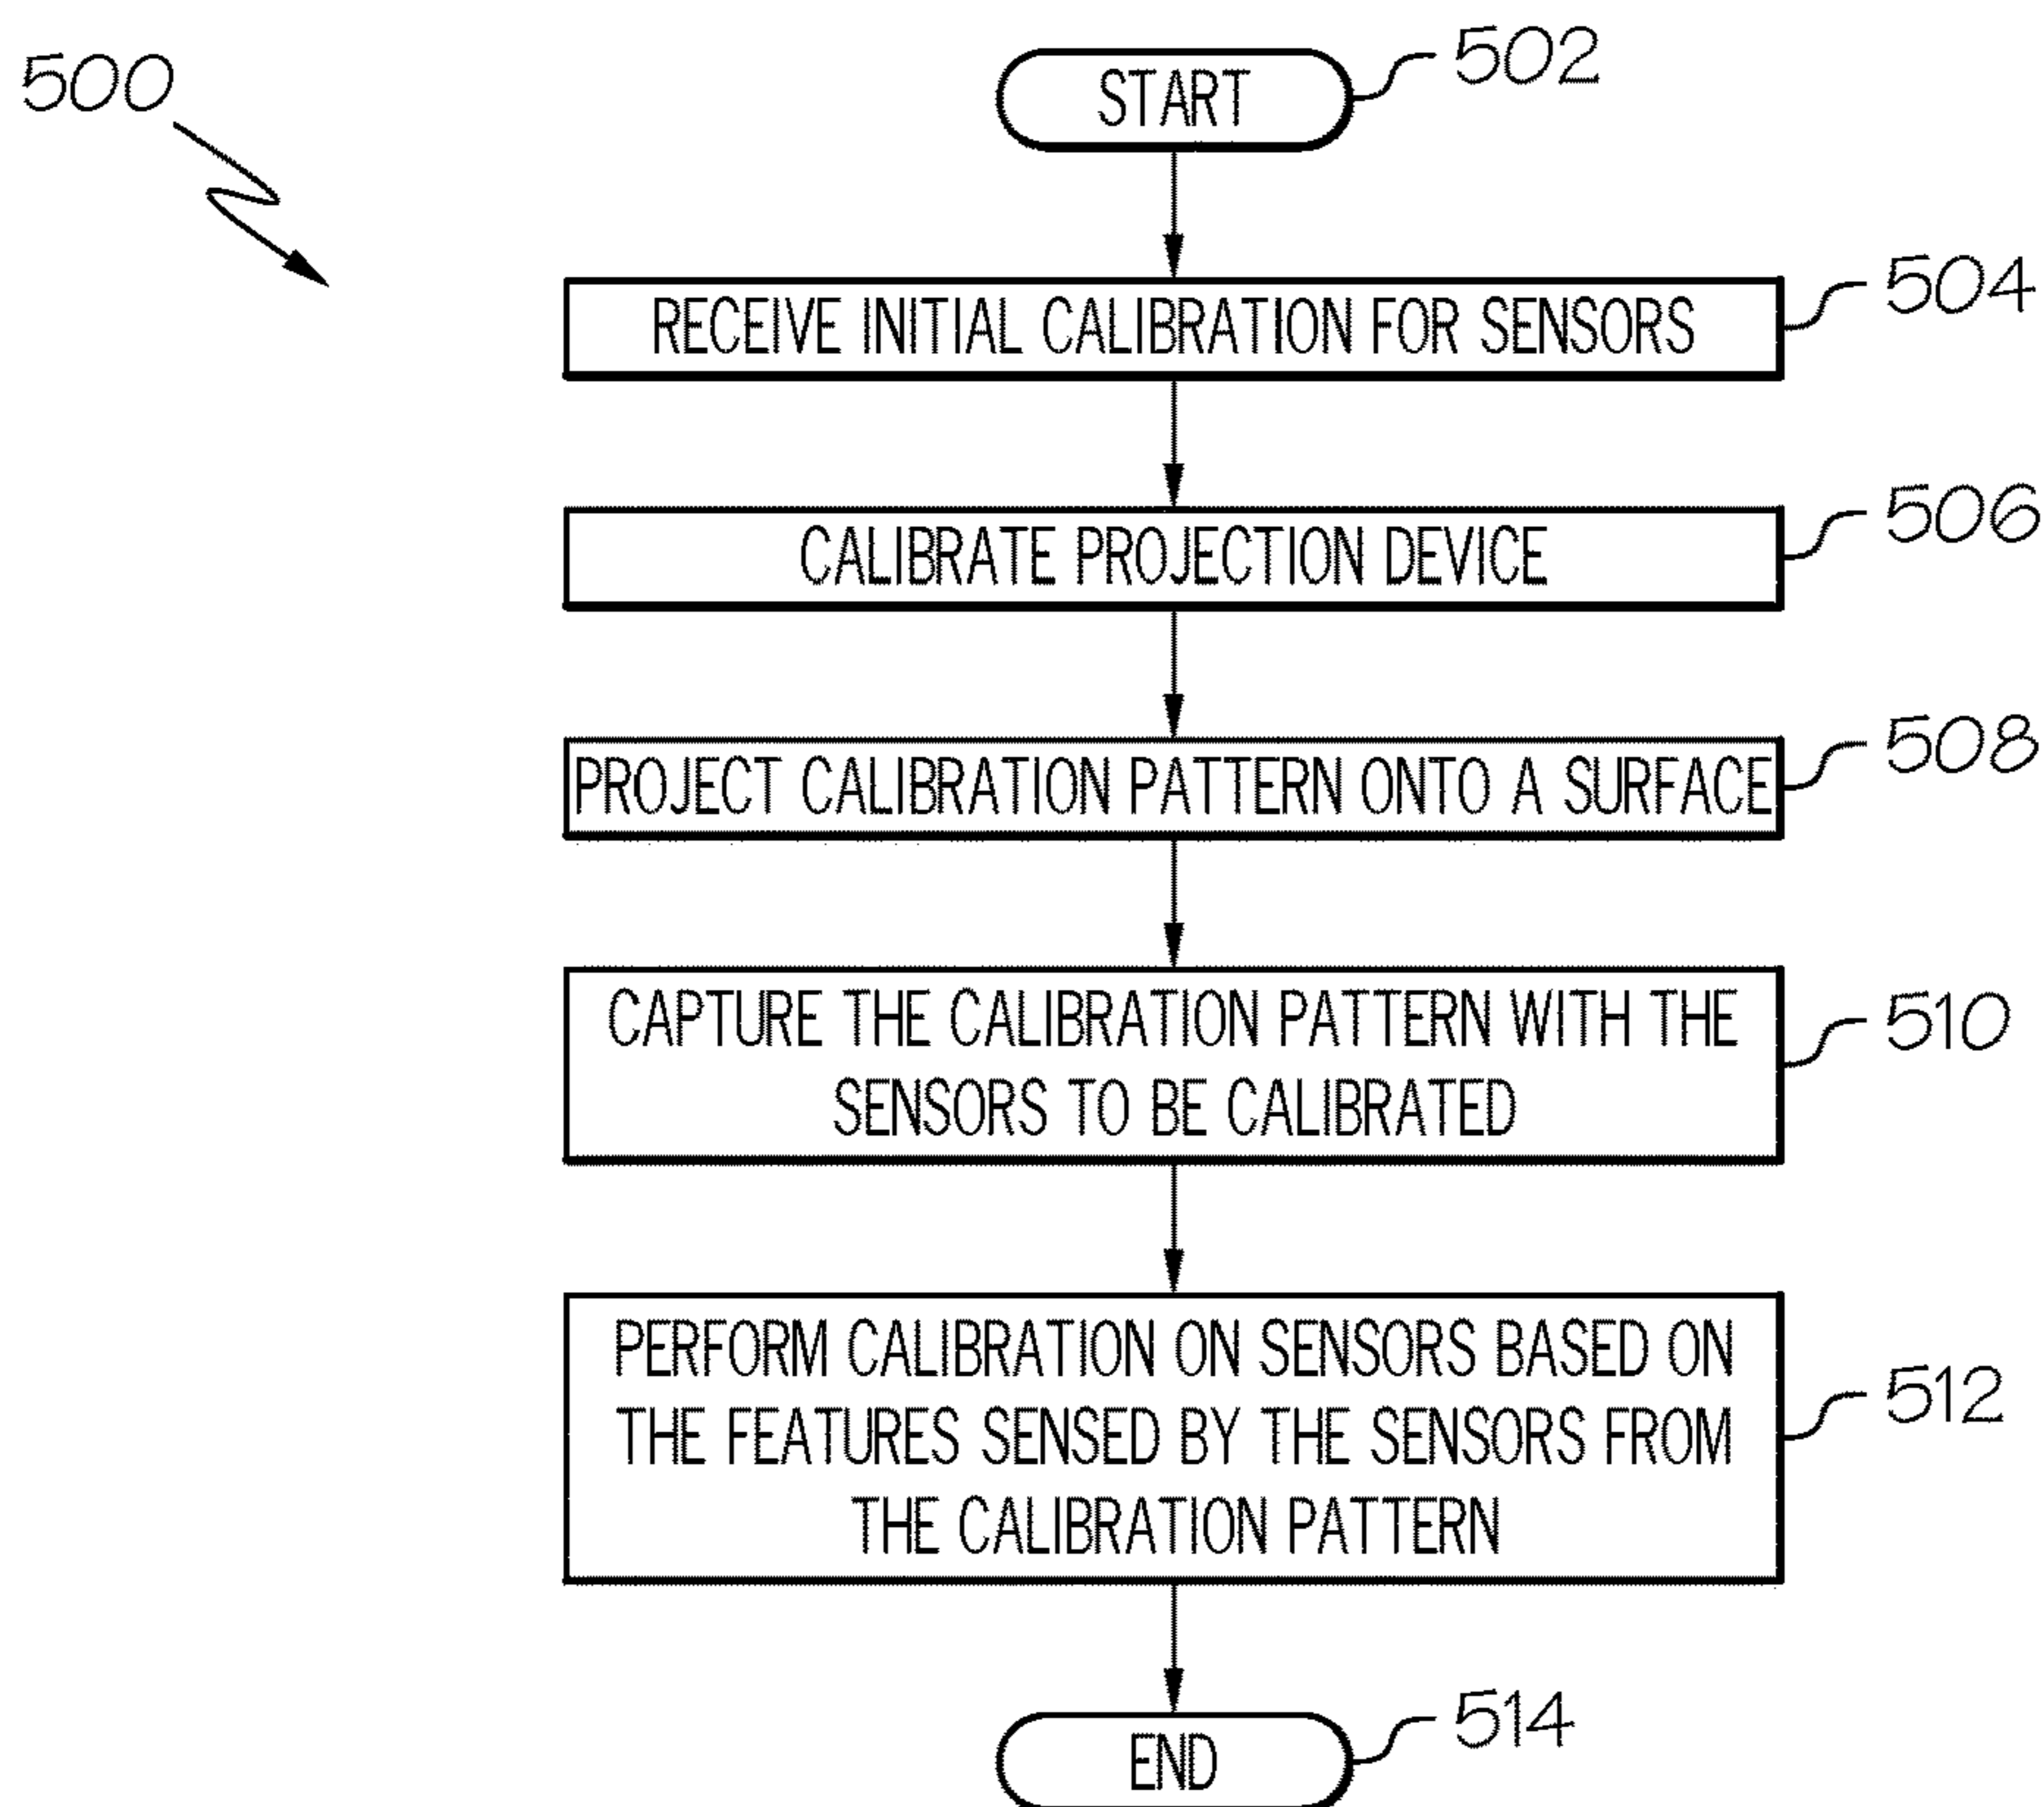 500
START
502
RECEIVE INITIAL CALIBRATION FOR SENSORS
504
CALIBRATE PROJECTION DEVICE
506
PROJECT CALIBRATION PATTERN ONTO A SURFACE
508
CAPTURE THE CALIBRATION PATTERN WITH THE
SENSORS TO BE CALIBRATED
510
PERFORM CALIBRATION ON SENSORS BASED ON
THE FEATURES SENSED BY THE SENSORS FROM
THE CALIBRATION PATTERN
512
END
514